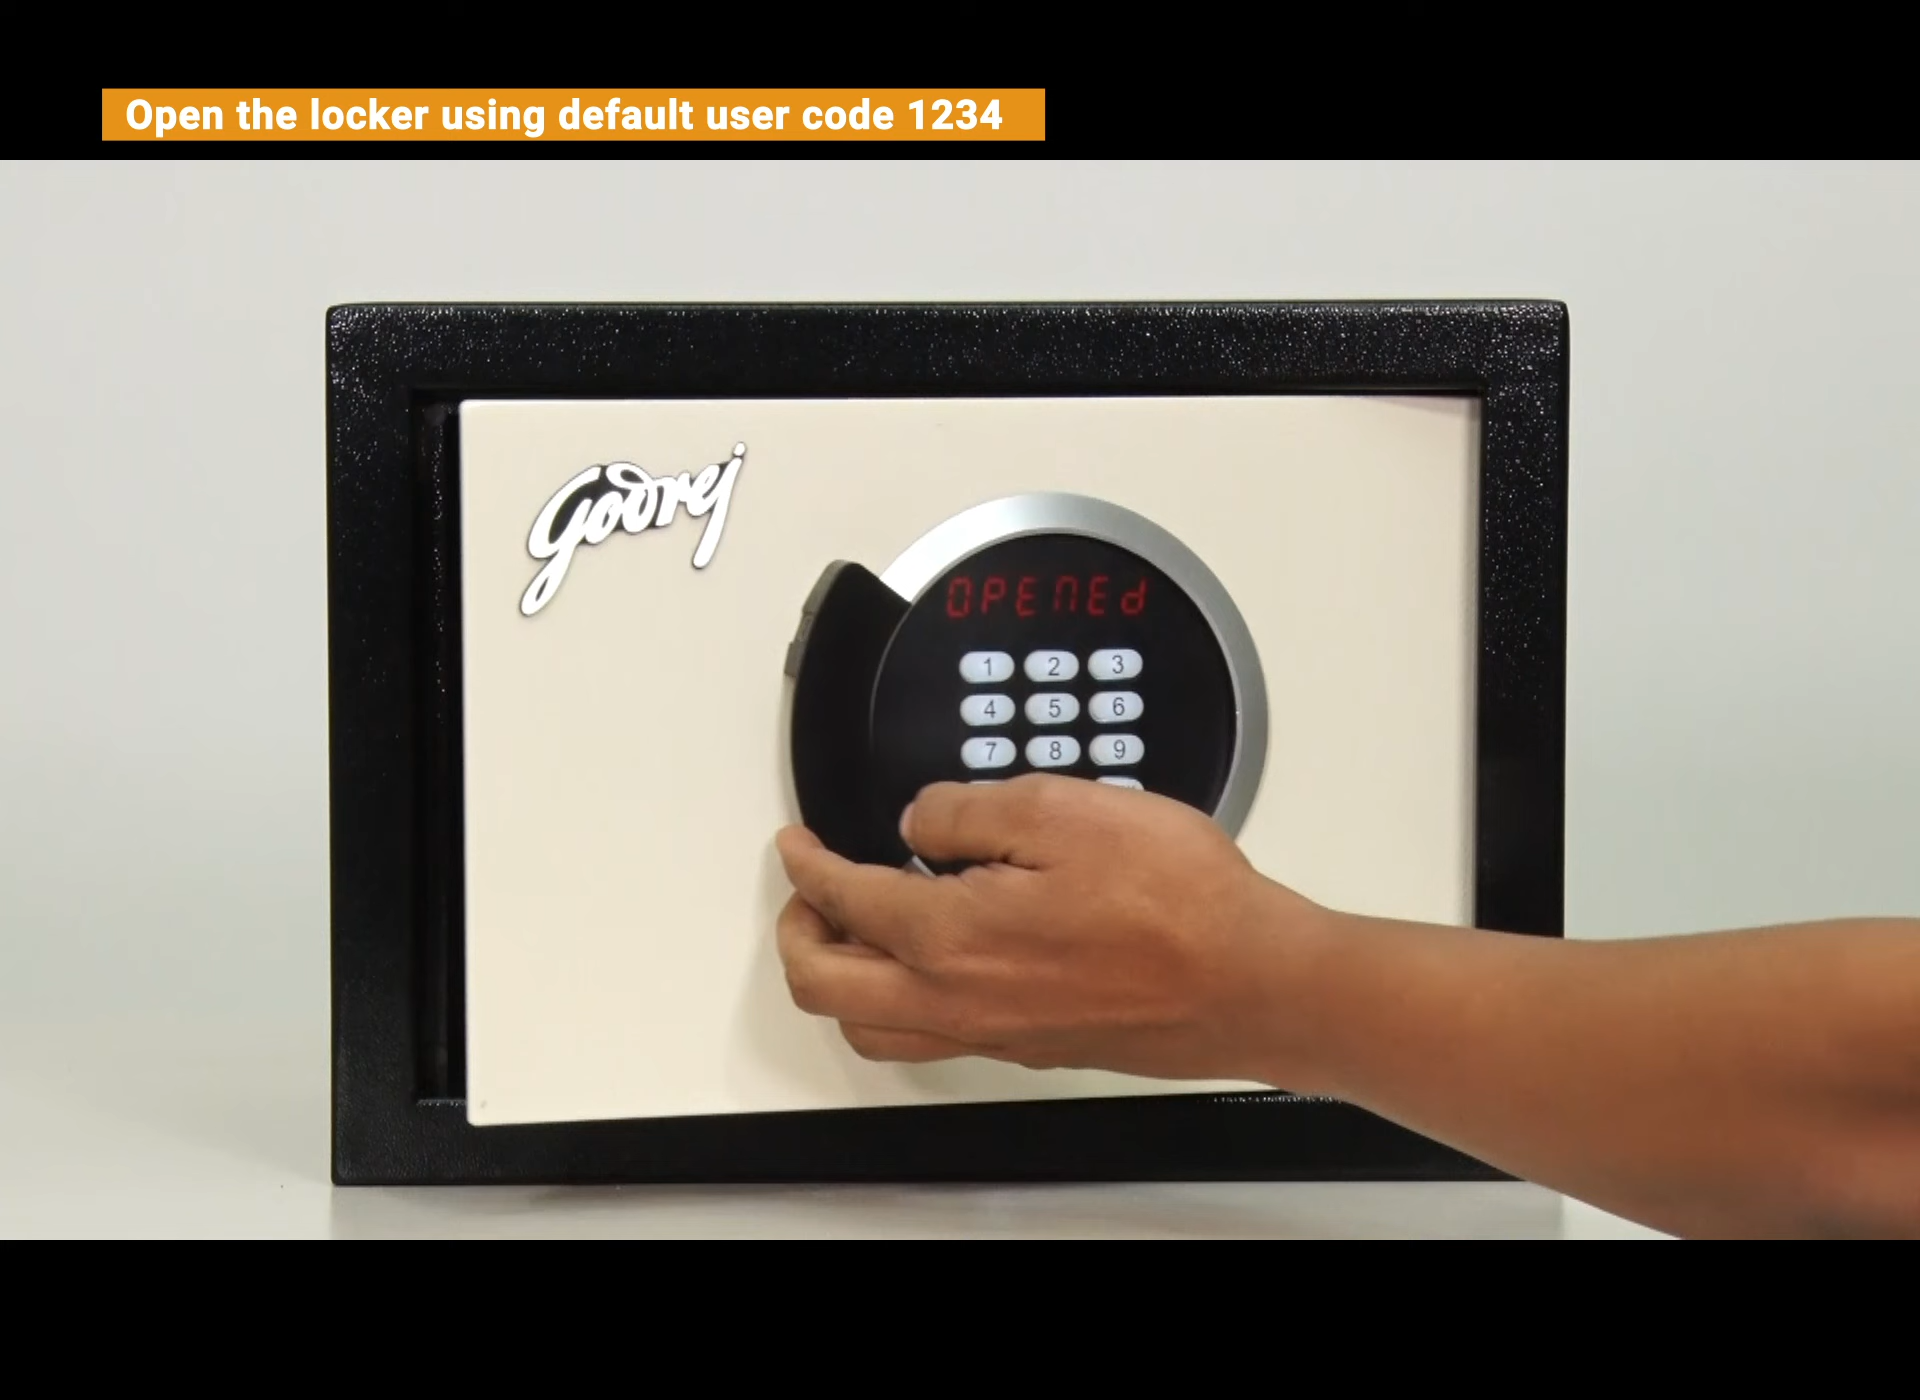 Open the locker using default user code 1234
Godrej
OPENEd
1 2 3
4 5 6
7 8 9